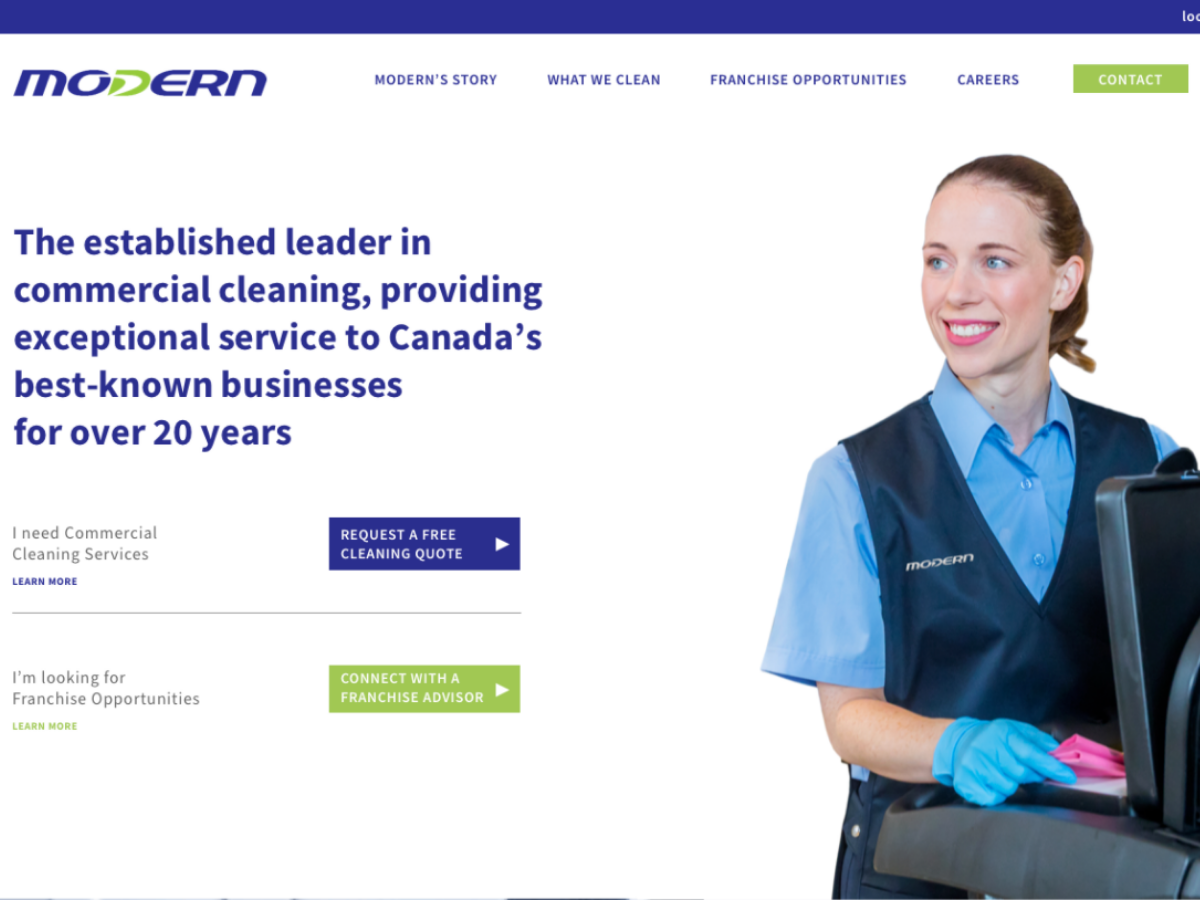 MODERN
MODERN'S STORY
WHAT WE CLEAN
FRANCHISE OPPORTUNITIES
CAREERS
CONTACT
The established leader in
commercial cleaning, providing
exceptional service to Canada’s
best-known businesses
for over 20 years
I need Commercial
Cleaning Services
LEARN MORE
REQUEST A FREE
CLEANING QUOTE
I’m looking for
Franchise Opportunities
LEARN MORE
CONNECT WITH A
FRANCHISE ADVISOR
MODERN